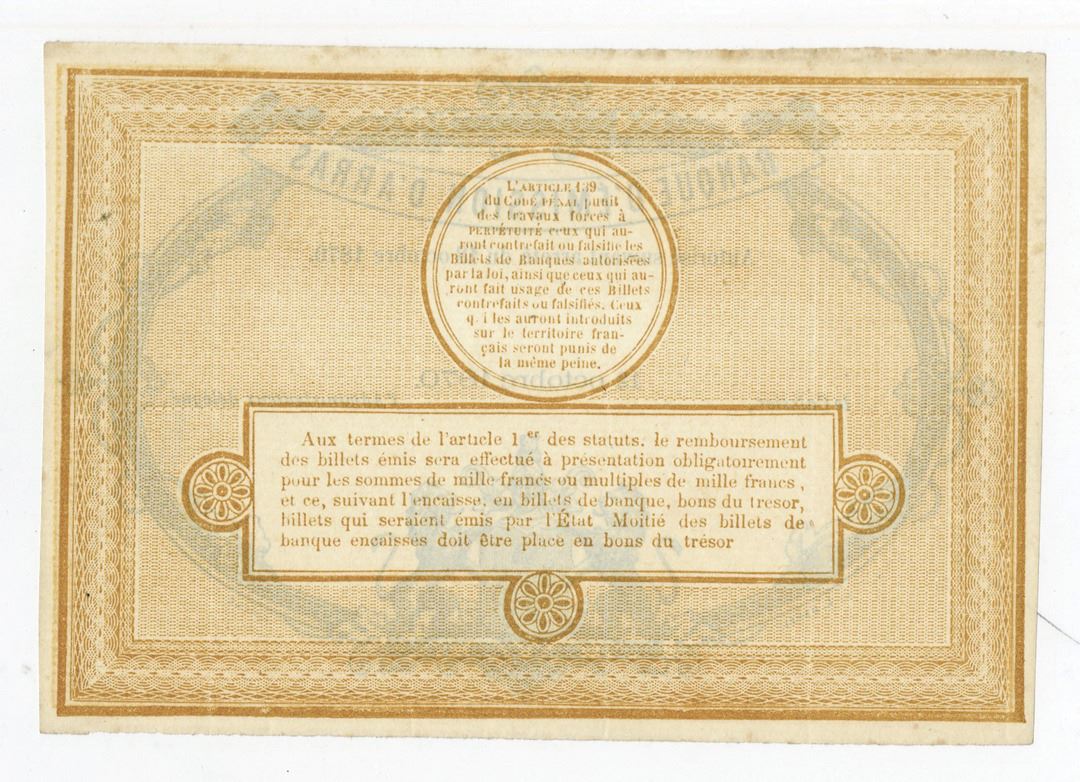 L'ARTICLE 139
du CODE PÉNAL punit
des travaux forcés à
PERPÉTUITÉ ceux qui au-
ront contrefait ou falsifie les
Billets de Banques autorisées
par la loi, ainsi que ceux qui au-
ront fait usage de ces Billets
contrefaits ou falsifiés. Ceux
q i les auront introduits
sur le territoire fran-
çais seront punis de
la même peine.
Aux termes de l'article 1er des statuts. le remboursement
des billets émis sera effectué à présentation obligatoirement
pour les sommes de mille francs ou multiples de mille francs,
et ce, suivant l'encaisse, en billets de banque, bons du tresor,
billets qui seraient émis par l'État Moitié des billets de
banque encaissés doit être placé en bons du trésor